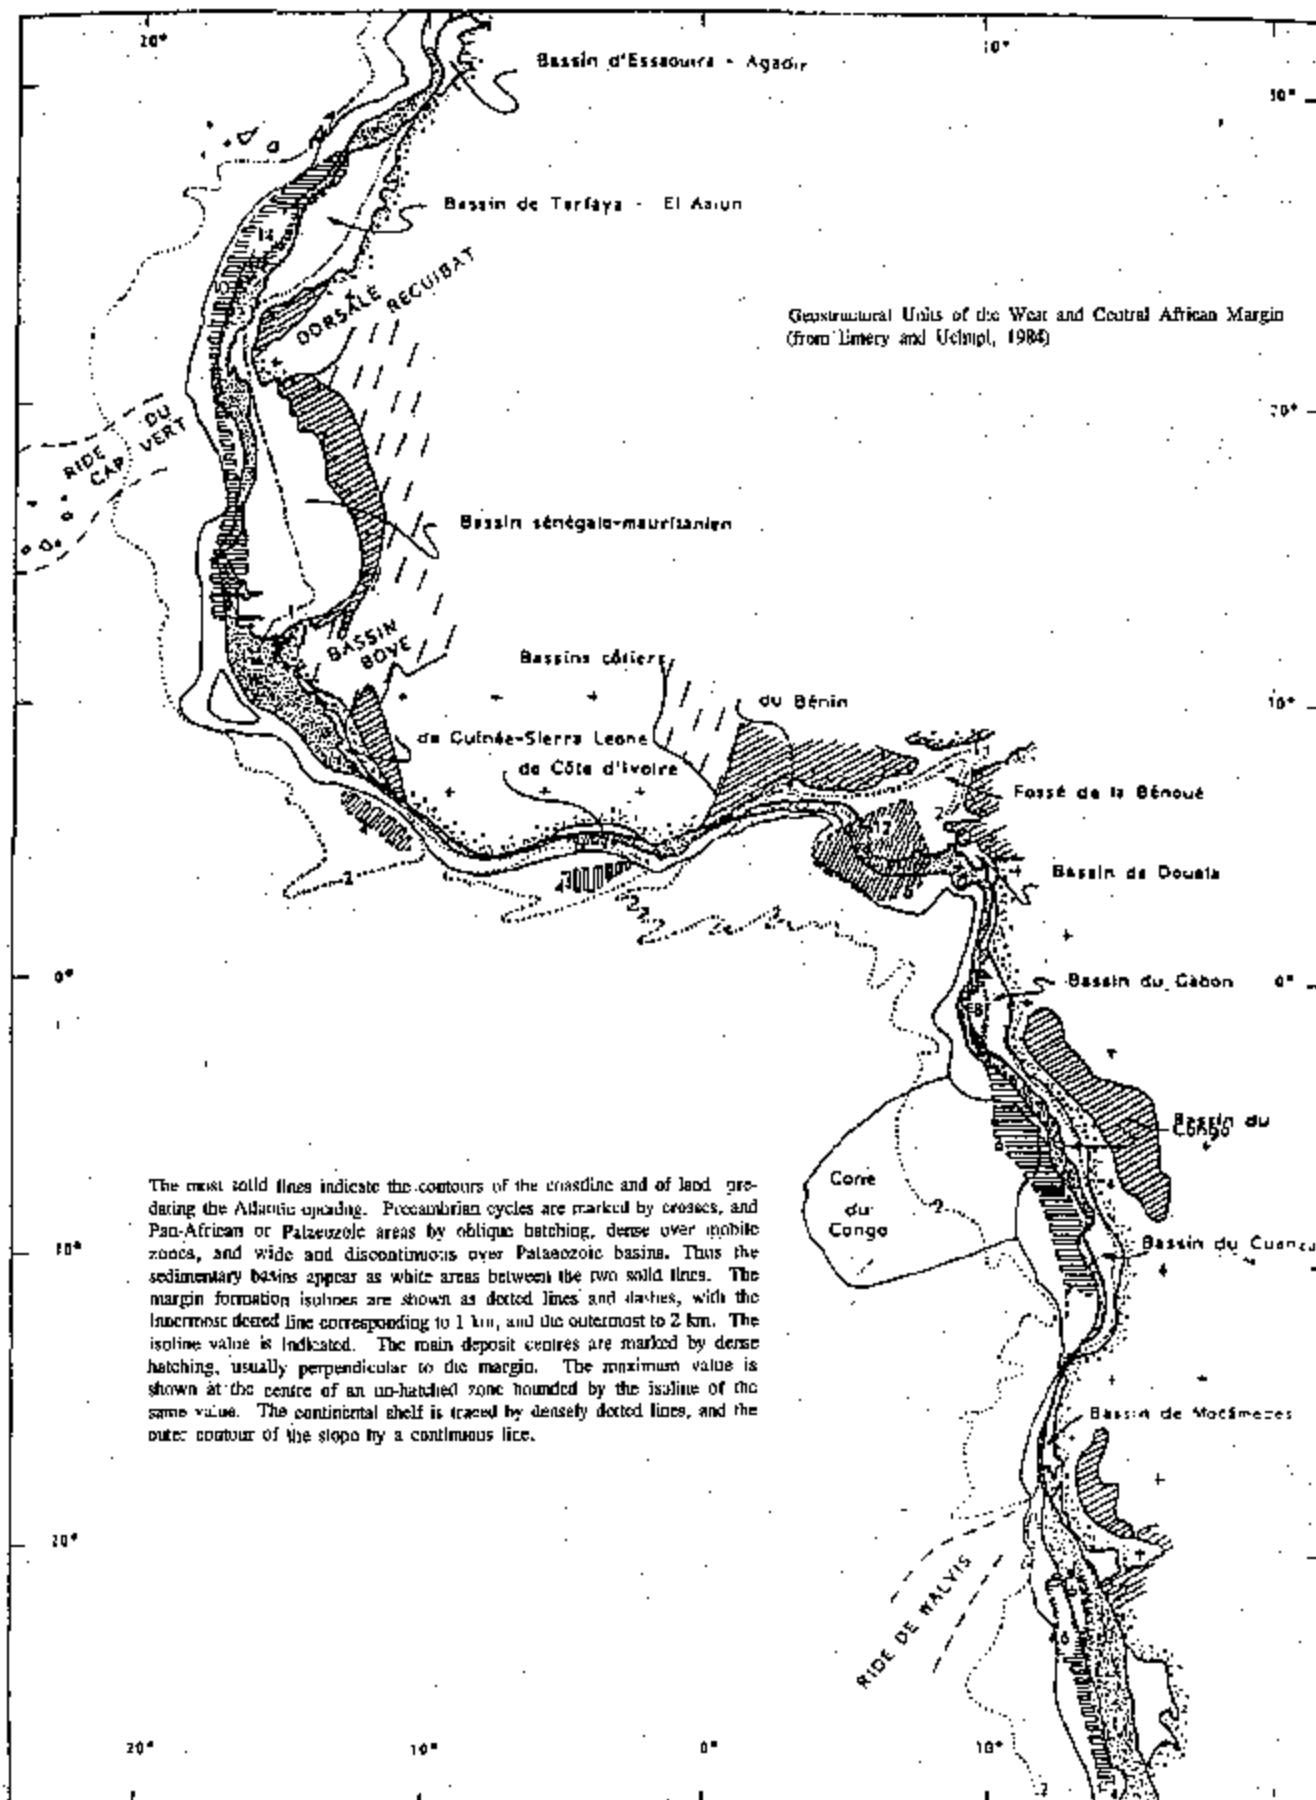 20°
10°
Bassin d'Essaouira - Agadir
30°
Bassin de Tarfaya - El Aaiun
14
DORSALE REGUIBAT
Geostructural Units of the West and Central African Margin
(from Emery and Uchupi, 1984)
20°
RIDE DU
CAP VERT
Bassin sénégalo-mauritanien
BASSIN
BOVE
Bassins côtiers
du Bénin
10°
de Guinée-Sierra Leone
de Côte d'Ivoire
Fossé de la Bénoué
12
2
2
Bassin de Douala
0°
Bassin du Gabon
0°
8
Bassin du
Congo
Cone
du
Congo
2
Bassin du Cuanza
The most solid lines indicate the contours of the coastline and of land pre-
dating the Atlantic opening. Precambrian cycles are marked by crosses, and
Pan-African or Palaeozoic areas by oblique hatching, dense over mobile
zones, and wide and discontinuous over Palaeozoic basins. Thus the
sedimentary basins appear as white areas between the two solid lines. The
margin formation isolines are shown as dotted lines and dashes, with the
innermost dotted line corresponding to 1 km, and the outermost to 2 km. The
isoline value is indicated. The main deposit centres are marked by dense
hatching, usually perpendicular to the margin. The maximum value is
shown at the centre of an un-hatched zone bounded by the isoline of the
same value. The continental shelf is traced by densely dotted lines, and the
outer contour of the slope by a continuous line.
10°
Bassin de Moçâmedes
20°
RIDE DE WALVIS
20°
10°
0°
10°
2
4